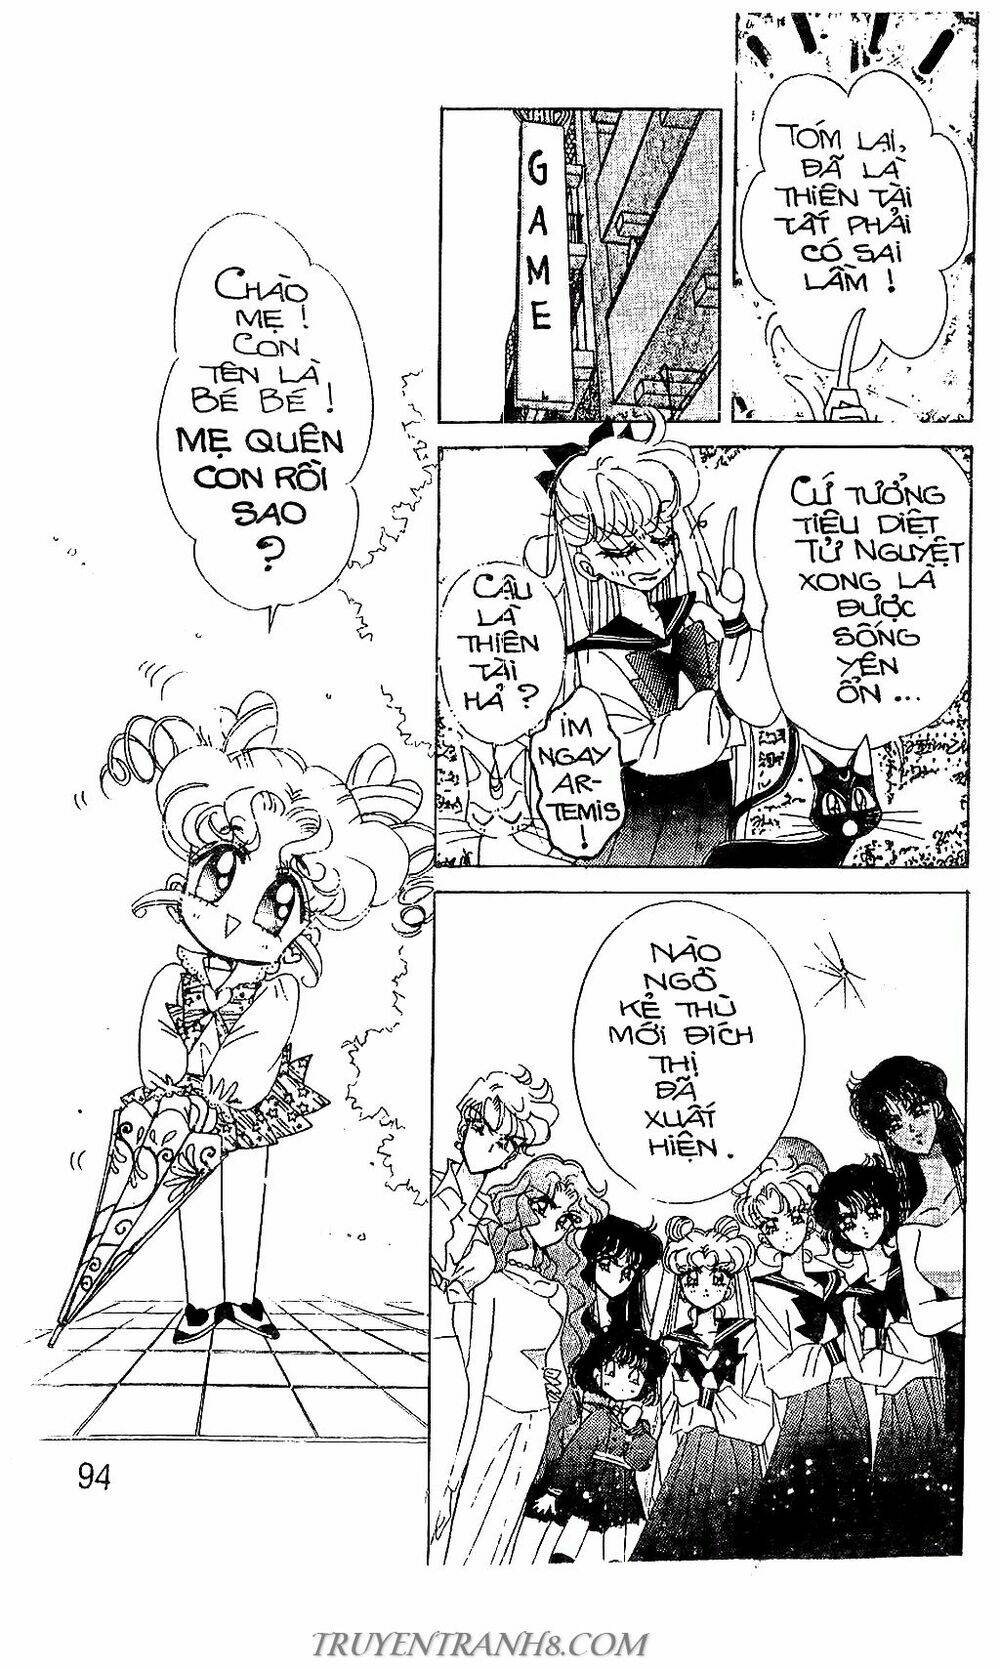 TÓM LẠI,
ĐÃ LÀ
THIÊN TÀI
TẤT PHẢI
CÓ SAI
LẦM !
G
A
M
E
CỨ TƯỞNG
TIÊU DIỆT
TỬ NGUYỆT
XONG LÀ
ĐƯỢC
SỐNG
YÊN
ỔN ...
CẬU
LÀ
THIÊN
TÀI
HẢ ?
IM
NGAY
AR-
TEMIS
!
NÀO
NGỜ
KẺ THÙ
MỚI ĐÍCH
THỊ
ĐÃ
XUẤT
HIỆN .
CHÀO
MẸ !
CON
TÊN LÀ
BÉ BÉ !
MẸ QUÊN
CON RỒI
SAO
?
94
TRUYENTRANH8.COM